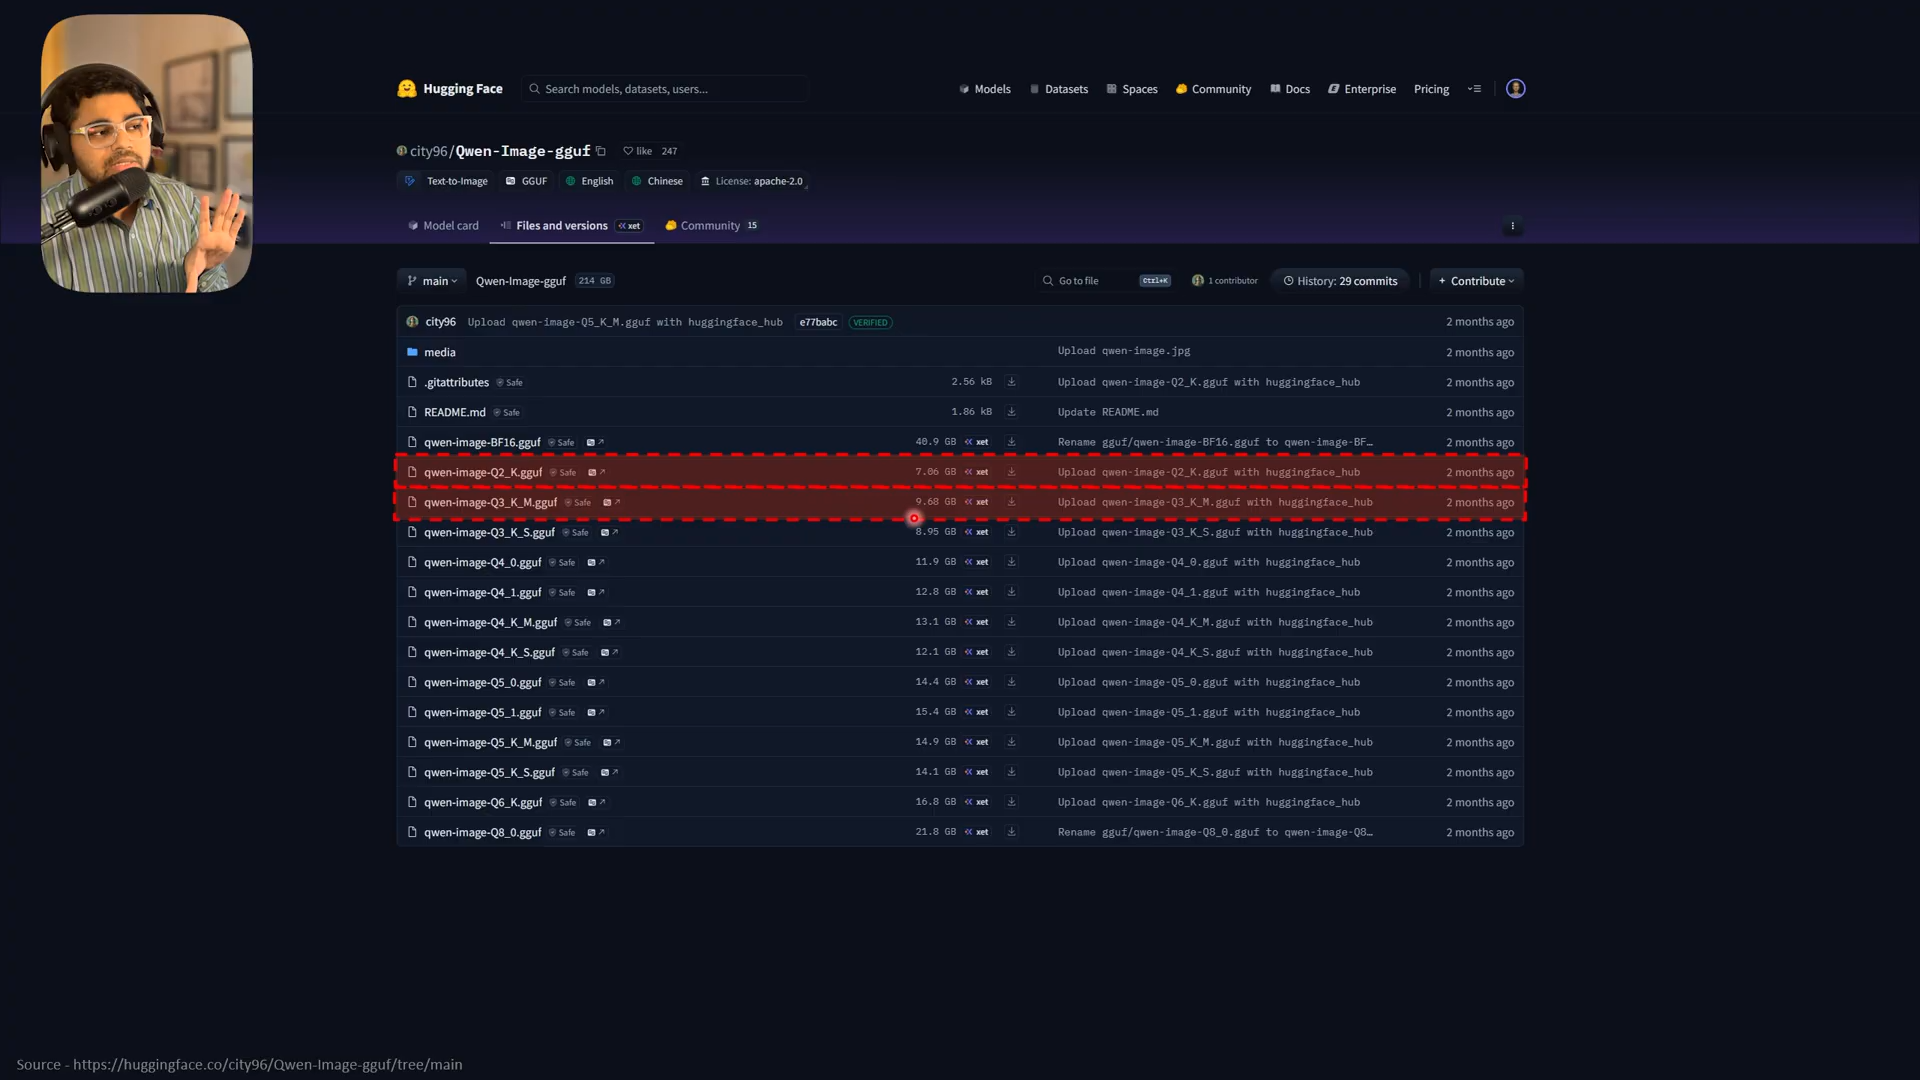 Hugging Face Search models, datasets, users... Models Datasets Spaces Community Docs Enterprise Pricing
city96/Qwen-Image-gguf like 247
Text-to-Image GGUF English Chinese License: apache-2.0
Model card Files and versions xet Community 15
main Qwen-Image-gguf 214 GB Go to file Ctrl+K 1 contributor History: 29 commits + Contribute
city96 Upload qwen-image-Q5_K_M.gguf with huggingface_hub e77babc VERIFIED 2 months ago
media Upload qwen-image.jpg 2 months ago
.gitattributes Safe 2.56 kB Upload qwen-image-Q2_K.gguf with huggingface_hub 2 months ago
README.md Safe 1.86 kB Update README.md 2 months ago
qwen-image-BF16.gguf Safe 40.9 GB xet Rename gguf/qwen-image-BF16.gguf to qwen-image-BF… 2 months ago
qwen-image-Q2_K.gguf Safe 7.06 GB xet Upload qwen-image-Q2_K.gguf with huggingface_hub 2 months ago
qwen-image-Q3_K_M.gguf Safe 9.68 GB xet Upload qwen-image-Q3_K_M.gguf with huggingface_hub 2 months ago
qwen-image-Q3_K_S.gguf Safe 8.95 GB xet Upload qwen-image-Q3_K_S.gguf with huggingface_hub 2 months ago
qwen-image-Q4_0.gguf Safe 11.9 GB xet Upload qwen-image-Q4_0.gguf with huggingface_hub 2 months ago
qwen-image-Q4_1.gguf Safe 12.8 GB xet Upload qwen-image-Q4_1.gguf with huggingface_hub 2 months ago
qwen-image-Q4_K_M.gguf Safe 13.1 GB xet Upload qwen-image-Q4_K_M.gguf with huggingface_hub 2 months ago
qwen-image-Q4_K_S.gguf Safe 12.1 GB xet Upload qwen-image-Q4_K_S.gguf with huggingface_hub 2 months ago
qwen-image-Q5_0.gguf Safe 14.4 GB xet Upload qwen-image-Q5_0.gguf with huggingface_hub 2 months ago
qwen-image-Q5_1.gguf Safe 15.4 GB xet Upload qwen-image-Q5_1.gguf with huggingface_hub 2 months ago
qwen-image-Q5_K_M.gguf Safe 14.9 GB xet Upload qwen-image-Q5_K_M.gguf with huggingface_hub 2 months ago
qwen-image-Q5_K_S.gguf Safe 14.1 GB xet Upload qwen-image-Q5_K_S.gguf with huggingface_hub 2 months ago
qwen-image-Q6_K.gguf Safe 16.8 GB xet Upload qwen-image-Q6_K.gguf with huggingface_hub 2 months ago
qwen-image-Q8_0.gguf Safe 21.8 GB xet Rename gguf/qwen-image-Q8_0.gguf to qwen-image-Q8… 2 months ago
Source - https://huggingface.co/city96/Qwen-Image-gguf/tree/main